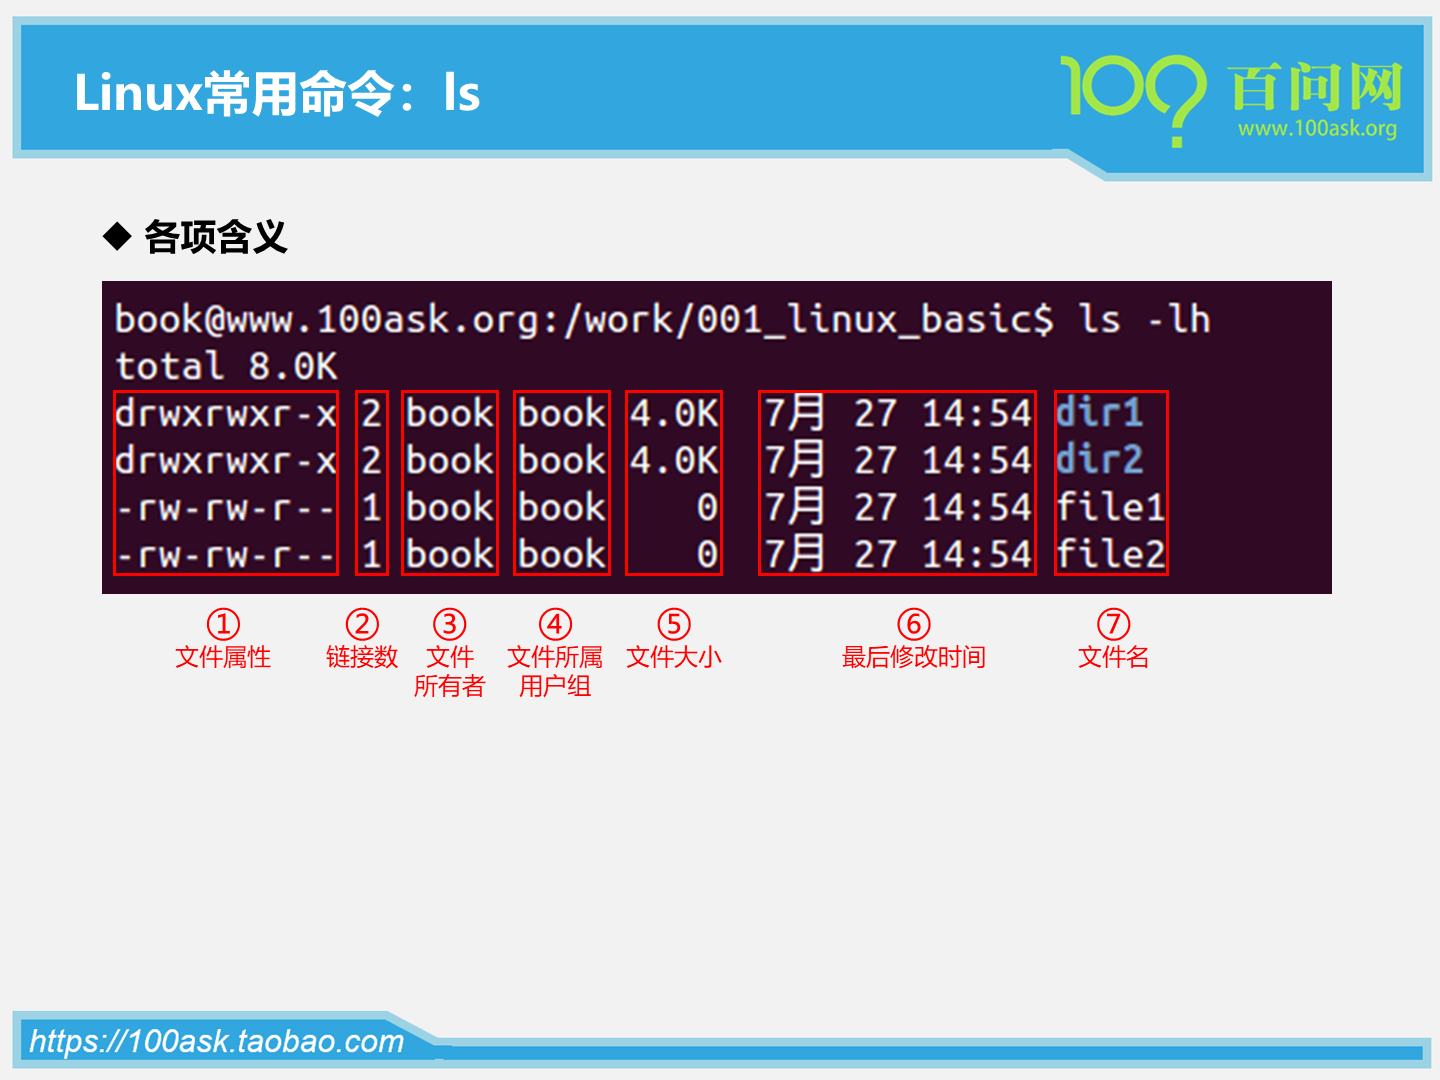 Linux常用命令：ls
100?
百问网
www.100ask.org
◆ 各项含义
book@www.100ask.org:/work/001_linux_basic$ ls -lh
total 8.0K
drwxrwxr-x 2 book book 4.0K 7月 27 14:54 dir1
drwxrwxr-x 2 book book 4.0K 7月 27 14:54 dir2
-rw-rw-r-- 1 book book 0 7月 27 14:54 file1
-rw-rw-r-- 1 book book 0 7月 27 14:54 file2
① ② ③ ④ ⑤ ⑥ ⑦
文件属性 链接数 文件 文件所属 文件大小 最后修改时间 文件名
所有者 用户组
https://100ask.taobao.com